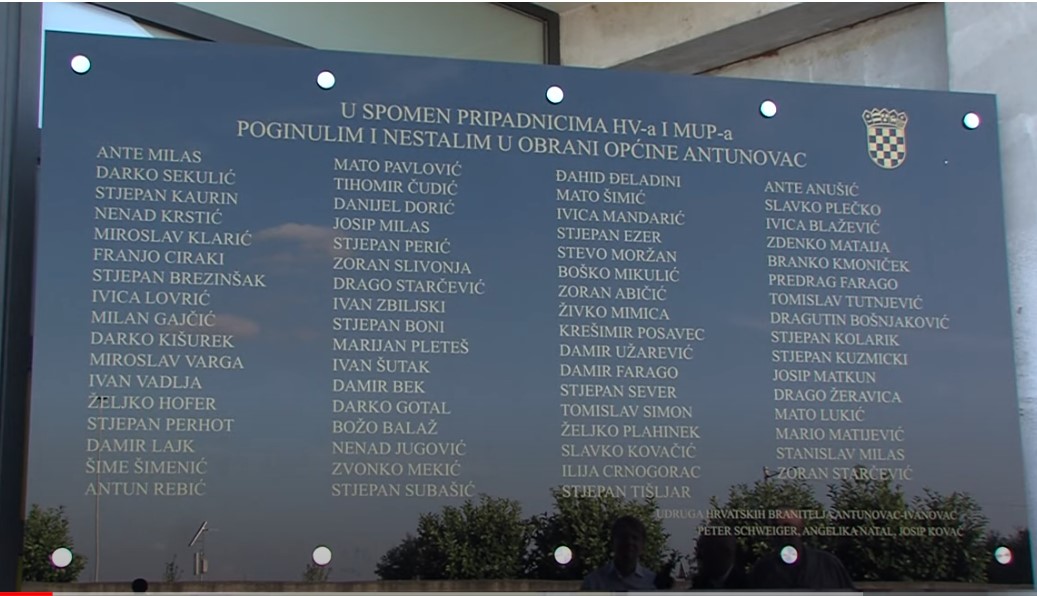 U SPOMEN PRIPADNICIMA HV-a I MUP-a
POGINULIM I NESTALIM U OBRANI OPĆINE ANTUNOVAC
ANTE MILAS
DARKO SEKULIĆ
STJEPAN KAURIN
NENAD KRSTIĆ
MIROSLAV KLARIĆ
FRANJO CIRAKI
STJEPAN BREZINŠAK
IVICA LOVRIĆ
MILAN GAJČIĆ
DARKO KIŠUREK
MIROSLAV VARGA
IVAN VADLJA
ŽELJKO HOFER
STJEPAN PERHOT
DAMIR LAJK
ŠIME ŠIMENIĆ
ANTUN REBIĆ
MATO PAVLOVIĆ
TIHOMIR ČUDIĆ
DANIJEL DORIĆ
JOSIP MILAS
STJEPAN PERIĆ
ZORAN SLIVONJA
DRAGO STARČEVIĆ
IVAN ZBILJSKI
STJEPAN BONI
MARIJAN PLETEŠ
IVAN ŠUTAK
DAMIR BEK
DARKO GOTAL
BOŽO BALAŽ
NENAD JUGOVIĆ
ZVONKO MEKIĆ
STJEPAN SUBAŠIĆ
ĐAHID ĐELADINI
MATO ŠIMIĆ
IVICA MANDARIĆ
STJEPAN EZER
STEVO MORŽAN
BOŠKO MIKULIĆ
ZORAN ABIČIĆ
ŽIVKO MIMICA
KREŠIMIR POSAVEC
DAMIR UŽAREVIĆ
DAMIR FARAGO
STJEPAN SEVER
TOMISLAV SIMON
ŽELJKO PLAHINEK
SLAVKO KOVAČIĆ
ILIJA CRNOGORAC
STJEPAN TIŠLJAR
ANTE ANUŠIĆ
SLAVKO PLEČKO
IVICA BLAŽEVIĆ
ZDENKO MATAIJA
BRANKO KMONIČEK
PREDRAG FARAGO
TOMISLAV TUTNJEVIĆ
DRAGUTIN BOŠNJAKOVIĆ
STJEPAN KOLARIK
STJEPAN KUZMICKI
JOSIP MATKUN
DRAGO ŽERAVICA
MATO LUKIĆ
MARIO MATIJEVIĆ
STANISLAV MILAS
ZORAN STARČEVIĆ
UDRUGA HRVATSKIH BRANITELJA ANTUNOVAC-IVANOVAC
PETER SCHWEIGER, ANGELIKA NATAL, JOSIP KOVAČ